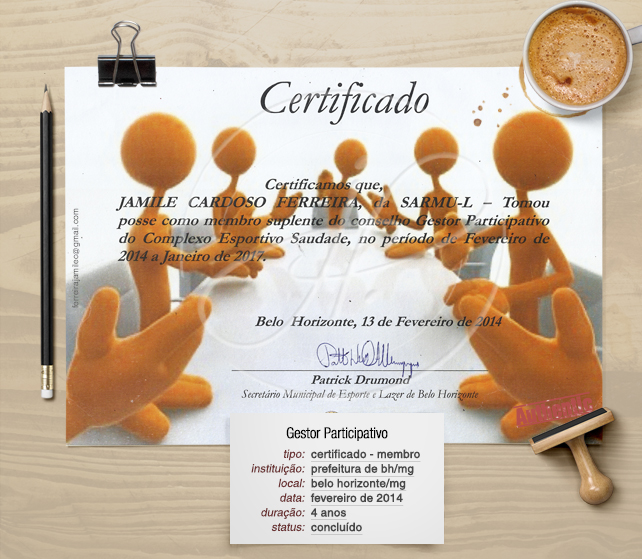 Certificado
Certificamos que,
JAMILE CARDOSO FERREIRA, da SARMU-L – Tomou
posse como membro suplente do conselho Gestor Participativo
do Complexo Esportivo Saudade, no período de Fevereiro de
2014 a Janeiro de 2017.
ferreirajamileo@gmail.com
Belo Horizonte, 13 de Fevereiro de 2014
Patrick Drumond
Secretário Municipal de Esporte e Lazer de Belo Horizonte
Gestor Participativo
tipo: certificado - membro
instituição: prefeitura de bh/mg
local: belo horizonte/mg
data: fevereiro de 2014
duração: 4 anos
status: concluído